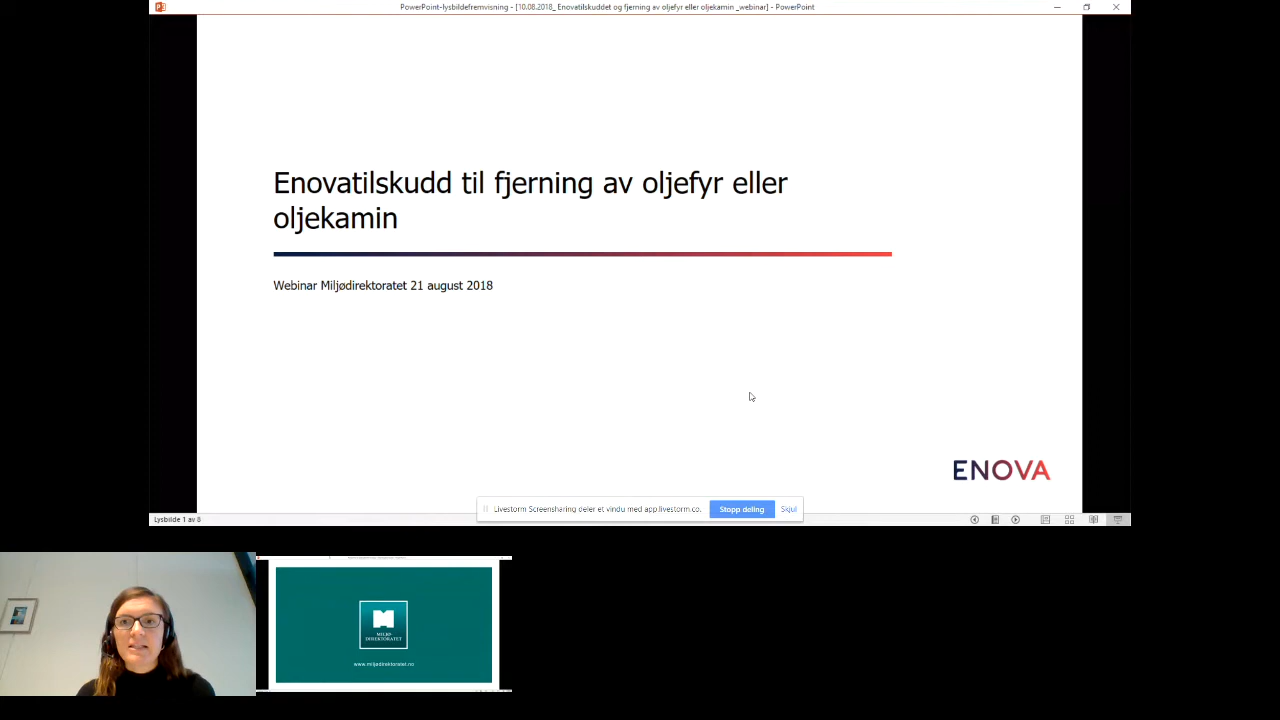 PowerPoint-lysbildefremvisning - [10.08.2018_ Enovatilskuddet og fjerning av oljefyr eller oljekamin _webinar] - PowerPoint
Enovatilskudd til fjerning av oljefyr eller
oljekamin
Webinar Miljødirektoratet 21 august 2018
ENOVA
Livestorm Screensharing deler et vindu med app.livestorm.co.
Stopp deling
Skjul
Lysbilde 1 av 8
MILJØ-
DIREKTORATET
www.miljødirektoratet.no